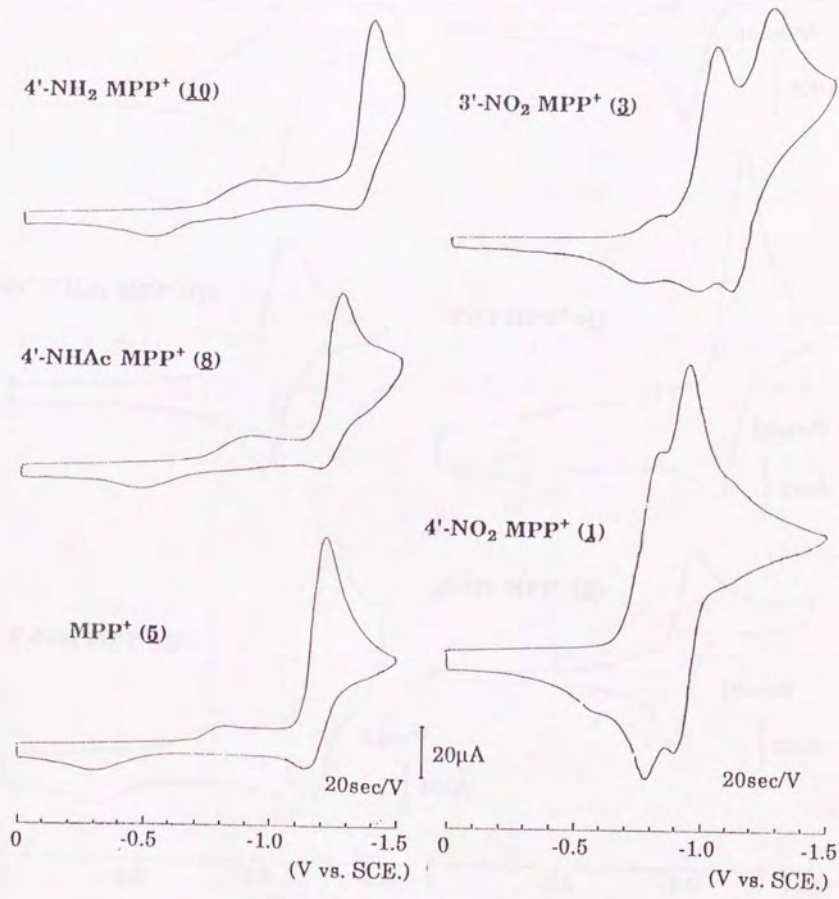 4'-NH₂ MPP⁺ (10)
3'-NO₂ MPP⁺ (3)
4'-NHAc MPP⁺ (8)
4'-NO₂ MPP⁺ (1)
MPP⁺ (5)
20μA
20sec/V
20sec/V
0 -0.5 -1.0 -1.5
(V vs. SCE.)
0 -0.5 -1.0 -1.5
(V vs. SCE.)